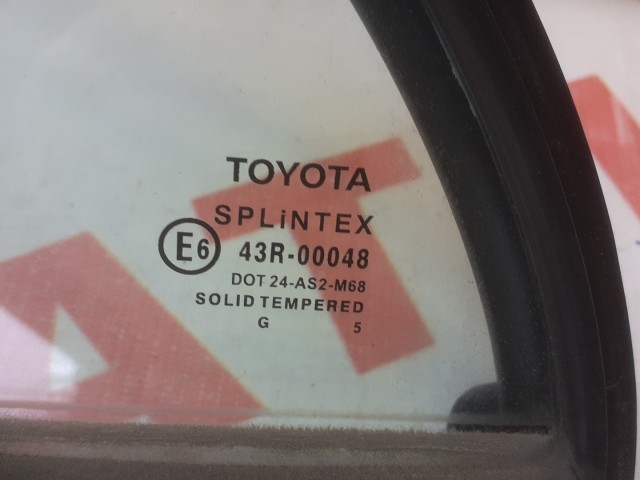 TOYOTA
SPLiNTEX
E6 43R-00048
DOT 24-AS2-M68
SOLID TEMPERED
G 5